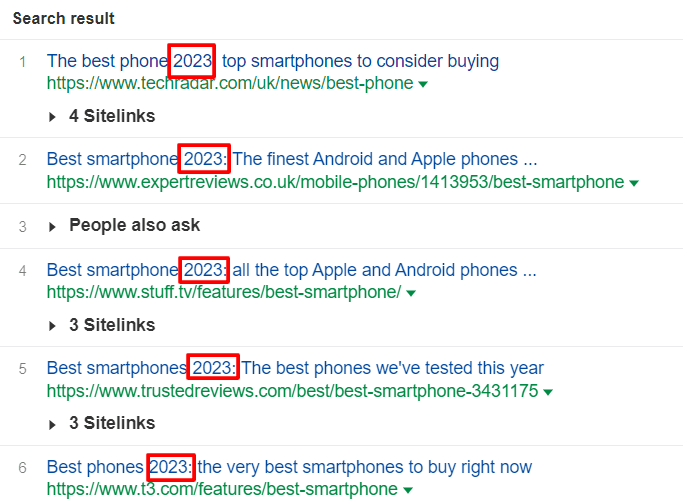 Search result
1 The best phone 2023: top smartphones to consider buying
https://www.techradar.com/uk/news/best-phone
4 Sitelinks
2 Best smartphone 2023: The finest Android and Apple phones ...
https://www.expertreviews.co.uk/mobile-phones/1413953/best-smartphone
3 People also ask
4 Best smartphone 2023: all the top Apple and Android phones ...
https://www.stuff.tv/features/best-smartphone/
3 Sitelinks
5 Best smartphones 2023: The best phones we've tested this year
https://www.trustedreviews.com/best/best-smartphone-3431175
3 Sitelinks
6 Best phones 2023: the very best smartphones to buy right now
https://www.t3.com/features/best-smartphone